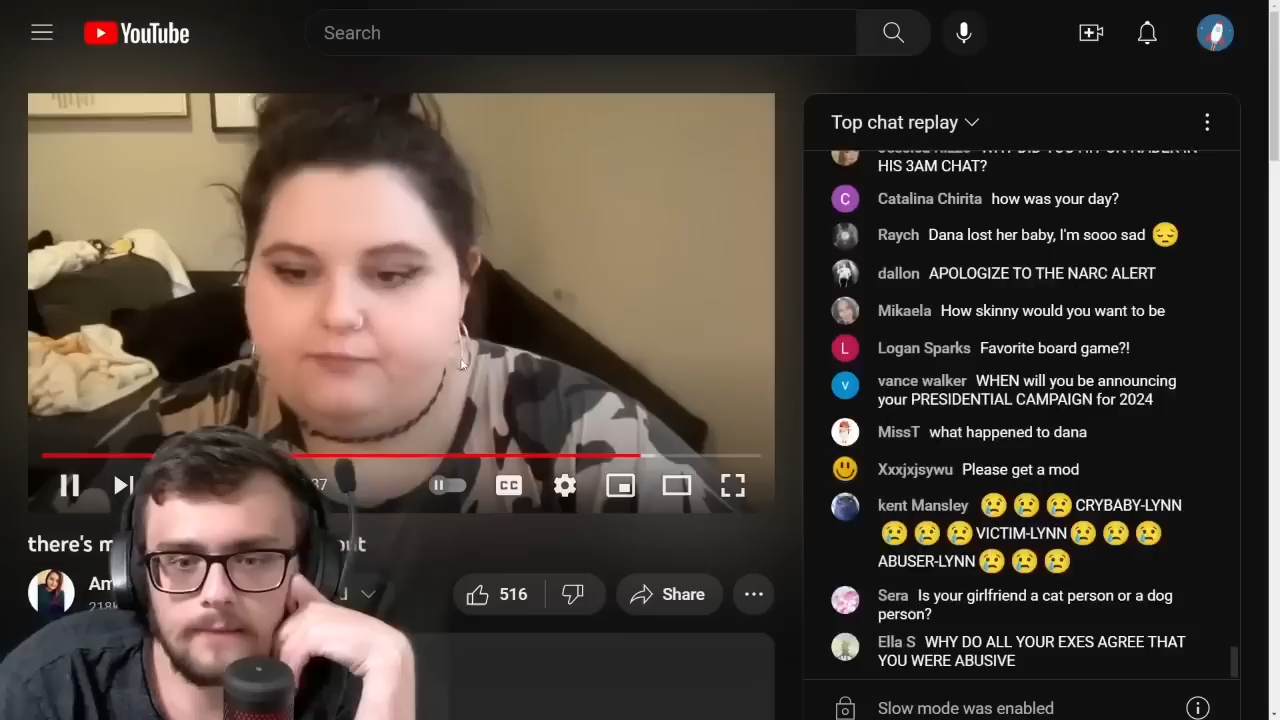 YouTube
Search
Top chat replay
HIS 3AM CHAT?
C
Catalina Chirita how was your day?
Raych Dana lost her baby, I'm sooo sad 😔
dallon APOLOGIZE TO THE NARC ALERT
Mikaela How skinny would you want to be
L
Logan Sparks Favorite board game?!
v
vance walker WHEN will you be announcing
your PRESIDENTIAL CAMPAIGN for 2024
MissT what happened to dana
Xxxjxjsywu Please get a mod
kent Mansley 😢 😢 😢 CRYBABY-LYNN
😢 😢 😢 VICTIM-LYNN 😢 😢 😢
ABUSER-LYNN 😢 😢 😢
Sera Is your girlfriend a cat person or a dog
person?
Ella S WHY DO ALL YOUR EXES AGREE THAT
YOU WERE ABUSIVE
Slow mode was enabled
37
CC
there's m
Am
516
Share